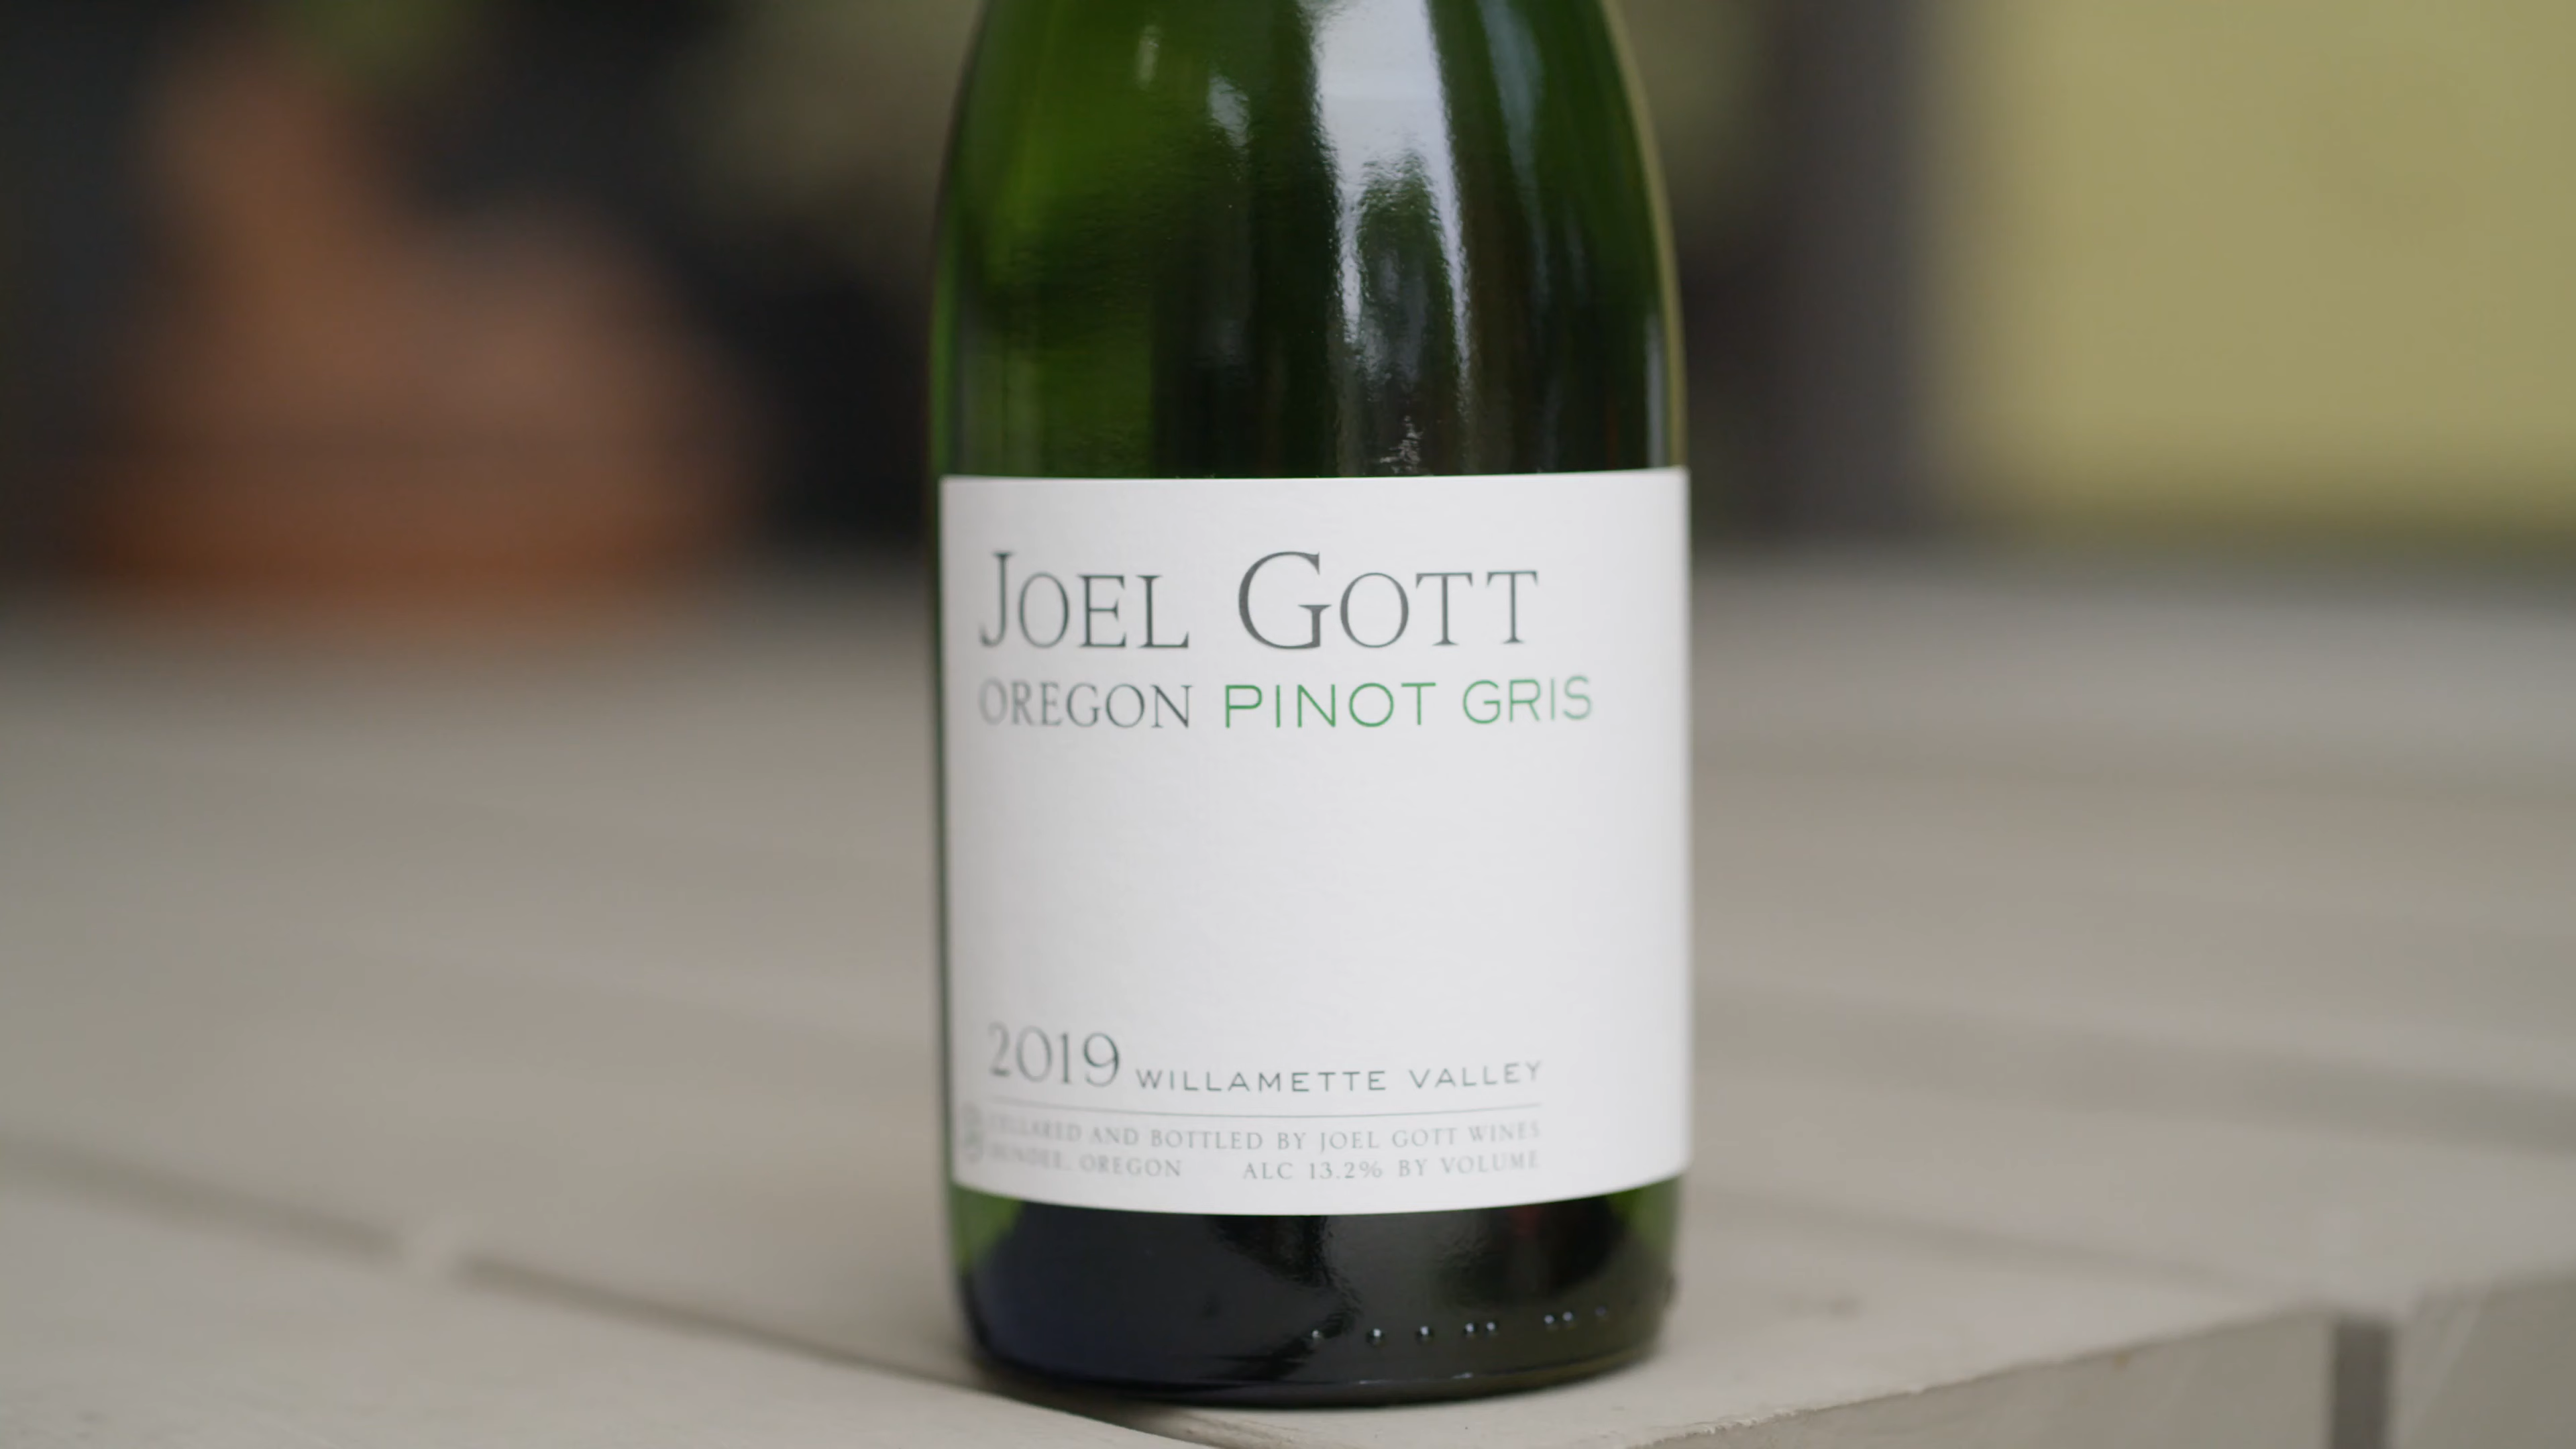 JOEL GOTT
OREGON PINOT GRIS
2019 WILLAMETTE VALLEY
CELLARED AND BOTTLED BY JOEL GOTT WINES
DUNDEE, OREGON ALC 13.2% BY VOLUME